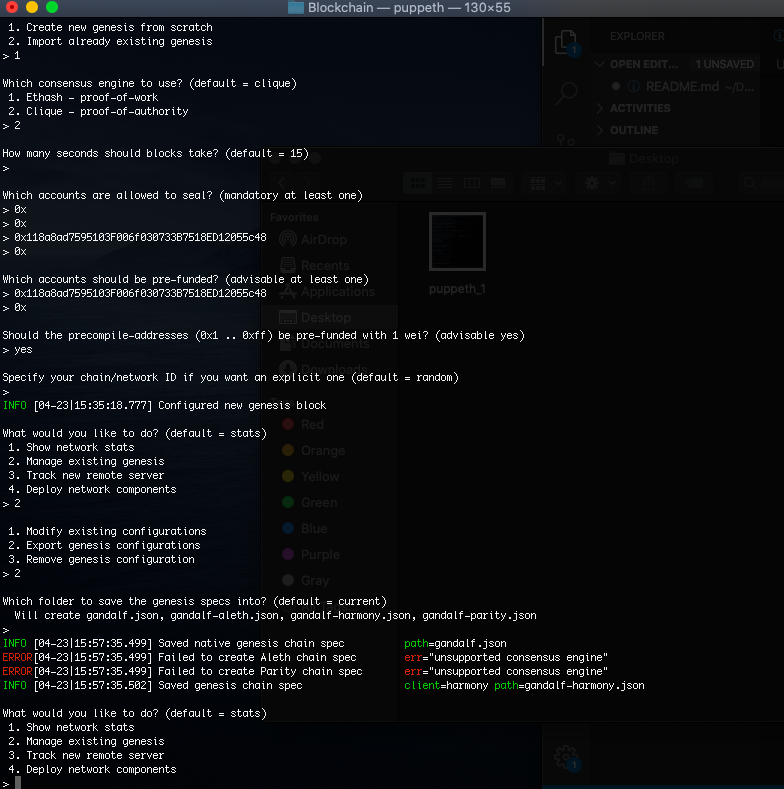 Blockchain — puppeth — 130×55
1. Create new genesis from scratch
2. Import already existing genesis
> 1
Which consensus engine to use? (default = clique)
1. Ethash - proof-of-work
2. Clique - proof-of-authority
> 2
How many seconds should blocks take? (default = 15)
>
Which accounts are allowed to seal? (mandatory at least one)
> 0x
> 0x
> 0x118a8ad7595103F006f030733B7518ED12055c48
> 0x
Which accounts should be pre-funded? (advisable at least one)
> 0x118a8ad7595103F006f030733B7518ED12055c48
> 0x
Should the precompile-addresses (0x1 .. 0xff) be pre-funded with 1 wei? (advisable yes)
> yes
Specify your chain/network ID if you want an explicit one (default = random)
>
INFO [04-23|15:35:18.777] Configured new genesis block
What would you like to do? (default = stats)
1. Show network stats
2. Manage existing genesis
3. Track new remote server
4. Deploy network components
> 2
1. Modify existing configurations
2. Export genesis configurations
3. Remove genesis configuration
> 2
Which folder to save the genesis specs into? (default = current)
Will create gandalf.json, gandalf-aleth.json, gandalf-harmony.json, gandalf-parity.json
>
INFO [04-23|15:57:35.499] Saved native genesis chain spec path=gandalf.json
ERROR[04-23|15:57:35.499] Failed to create Aleth chain spec err="unsupported consensus engine"
ERROR[04-23|15:57:35.499] Failed to create Parity chain spec err="unsupported consensus engine"
INFO [04-23|15:57:35.502] Saved genesis chain spec client=harmony path=gandalf-harmony.json
What would you like to do? (default = stats)
1. Show network stats
2. Manage existing genesis
3. Track new remote server
4. Deploy network components
>
EXPLORER
OPEN EDIT... 1 UNSAVED
README.md ~/D...
ACTIVITIES
OUTLINE
1
Desktop
Favorites
AirDrop
Recents
Applications
Desktop
Documents
Downloads
Red
Orange
Yellow
Green
Blue
Purple
Gray
puppeth_1
1